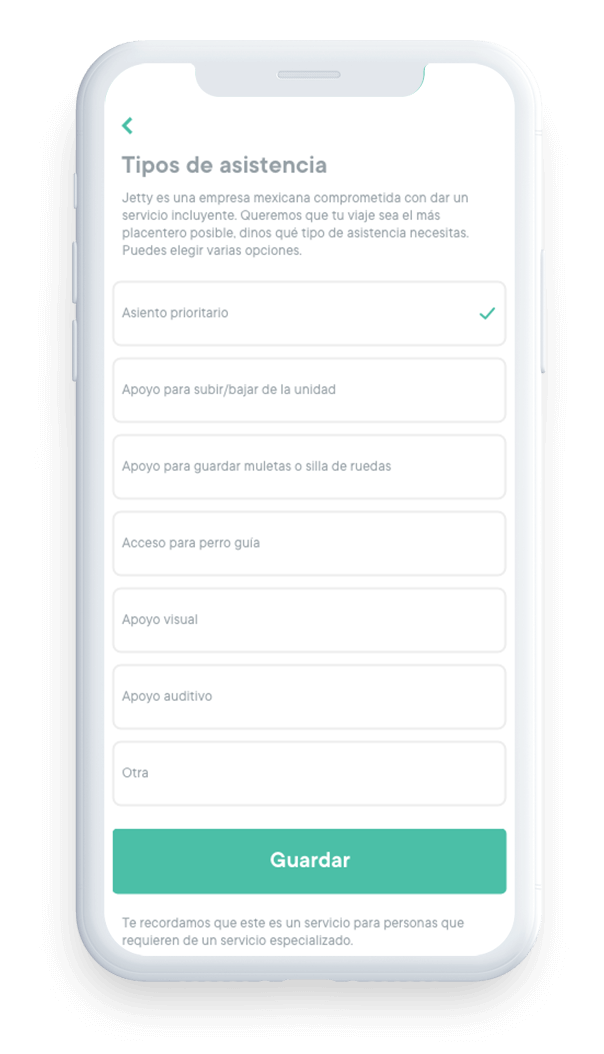 Tipos de asistencia
Jetty es una empresa mexicana comprometida con dar un
servicio incluyente. Queremos que tu viaje sea el más
placentero posible, dinos qué tipo de asistencia necesitas.
Puedes elegir varias opciones.
Asiento prioritario
Apoyo para subir/bajar de la unidad
Apoyo para guardar muletas o silla de ruedas
Acceso para perro guía
Apoyo visual
Apoyo auditivo
Otra
Guardar
Te recordamos que este es un servicio para personas que
requieren de un servicio especializado.